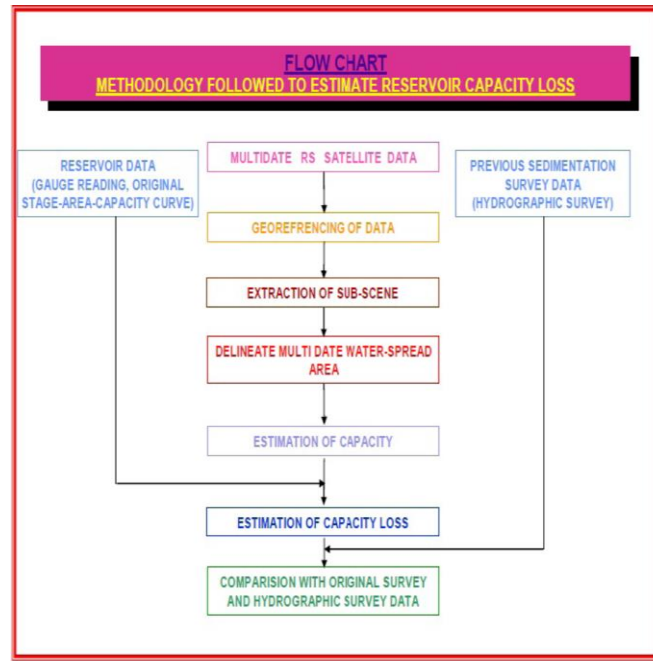 FLOW CHART
METHODOLOGY FOLLOWED TO ESTIMATE RESERVOIR CAPACITY LOSS
RESERVOIR DATA
(GAUGE READING, ORIGINAL
STAGE-AREA-CAPACITY CURVE)
MULTIDATE RS SATELLITE DATA
PREVIOUS SEDIMENTATION
SURVEY DATA
(HYDROGRAPHIC SURVEY)
GEOREFRENCING OF DATA
EXTRACTION OF SUB-SCENE
DELINEATE MULTI DATE WATER-SPREAD
AREA
ESTIMATION OF CAPACITY
ESTIMATION OF CAPACITY LOSS
COMPARISION WITH ORIGINAL SURVEY
AND HYDROGRAPHIC SURVEY DATA